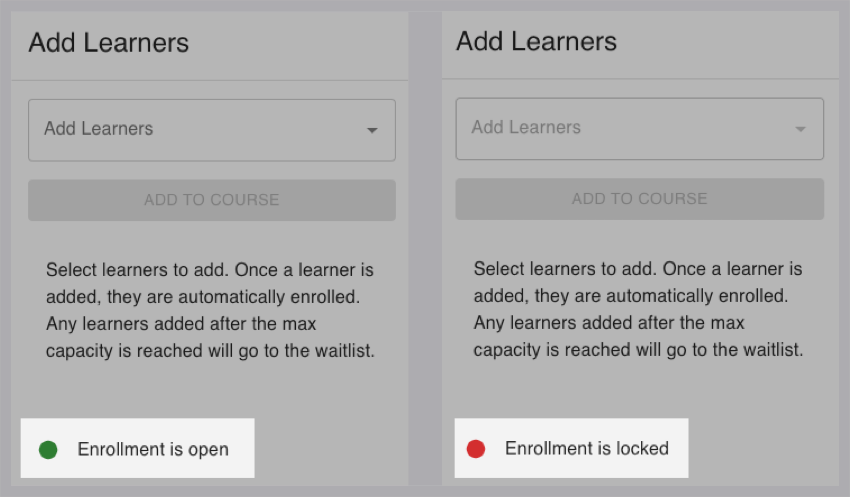 Add Learners
Add Learners
ADD TO COURSE
Select learners to add. Once a learner is
added, they are automatically enrolled.
Any learners added after the max
capacity is reached will go to the waitlist.
Enrollment is open
Add Learners
Add Learners
ADD TO COURSE
Select learners to add. Once a learner is
added, they are automatically enrolled.
Any learners added after the max
capacity is reached will go to the waitlist.
Enrollment is locked